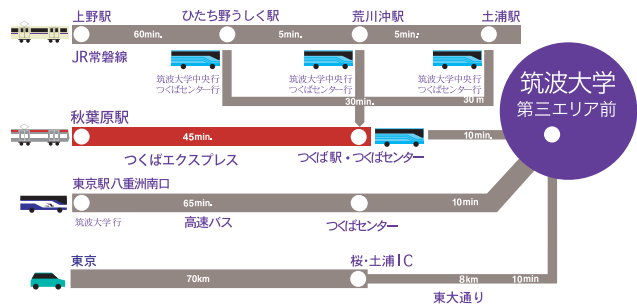 上野駅
ひたち野うしく駅
荒川沖駅
土浦駅
60min.
5min.
5min.
JR常磐線
筑波大学中央行
つくばセンター行
筑波大学中央行
つくばセンター行
筑波大学中央行
つくばセンター行
30min.
30 m
筑波大学
第三エリア前
秋葉原駅
45min.
10min.
つくばエクスプレス
つくば駅・つくばセンター
東京駅八重洲南口
65min.
10min
筑波大学行
高速バス
つくばセンター
東京
桜・土浦IC
70km
8km
10min
東大通り